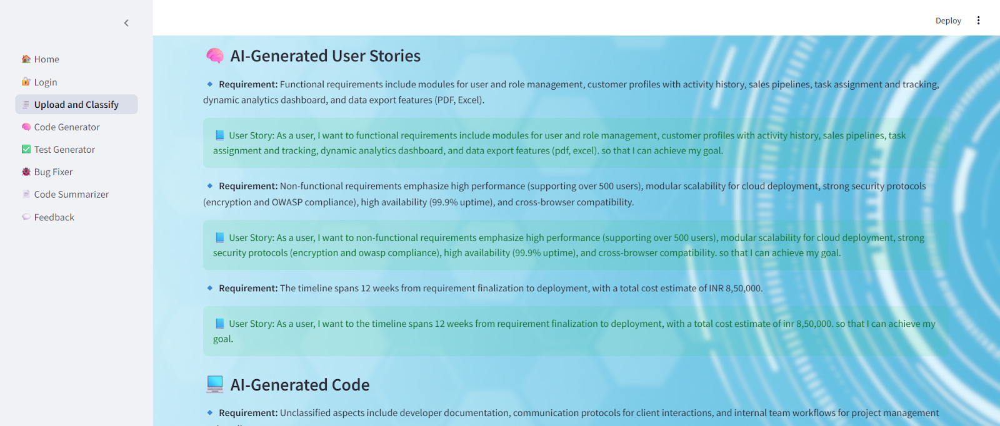 Deploy
Home
Login
Upload and Classify
Code Generator
Test Generator
Bug Fixer
Code Summarizer
Feedback
AI-Generated User Stories
Requirement: Functional requirements include modules for user and role management, customer profiles with activity history, sales pipelines, task assignment and tracking,
dynamic analytics dashboard, and data export features (PDF, Excel).
User Story: As a user, I want to functional requirements include modules for user and role management, customer profiles with activity history, sales pipelines, task
assignment and tracking, dynamic analytics dashboard, and data export features (pdf, excel). so that I can achieve my goal.
Requirement: Non-functional requirements emphasize high performance (supporting over 500 users), modular scalability for cloud deployment, strong security protocols
(encryption and OWASP compliance), high availability (99.9% uptime), and cross-browser compatibility.
User Story: As a user, I want to non-functional requirements emphasize high performance (supporting over 500 users), modular scalability for cloud deployment, strong
security protocols (encryption and owasp compliance), high availability (99.9% uptime), and cross-browser compatibility. so that I can achieve my goal.
Requirement: The timeline spans 12 weeks from requirement finalization to deployment, with a total cost estimate of INR 8,50,000.
User Story: As a user, I want to the timeline spans 12 weeks from requirement finalization to deployment, with a total cost estimate of inr 8,50,000. so that I can achieve my
goal.
AI-Generated Code
Requirement: Unclassified aspects include developer documentation, communication protocols for client interactions, and internal team workflows for project management